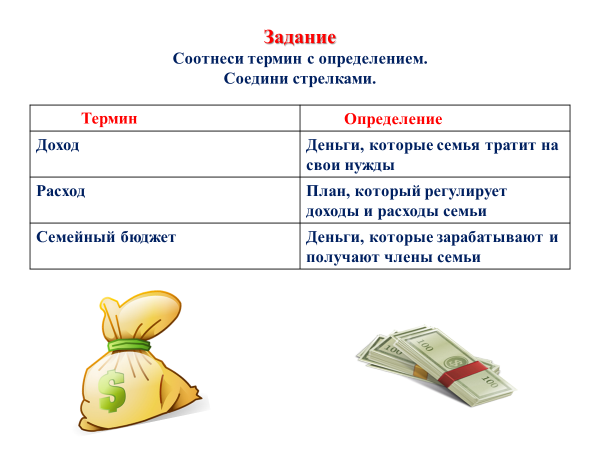 Задание
Соотнеси термин с определением.
Соедини стрелками.
Термин
Определение
Доход
Деньги, которые семья тратит на
свои нужды
Расход
План, который регулирует
доходы и расходы семьи
Семейный бюджет
Деньги, которые зарабатывают и
получают члены семьи
$
100
100
100